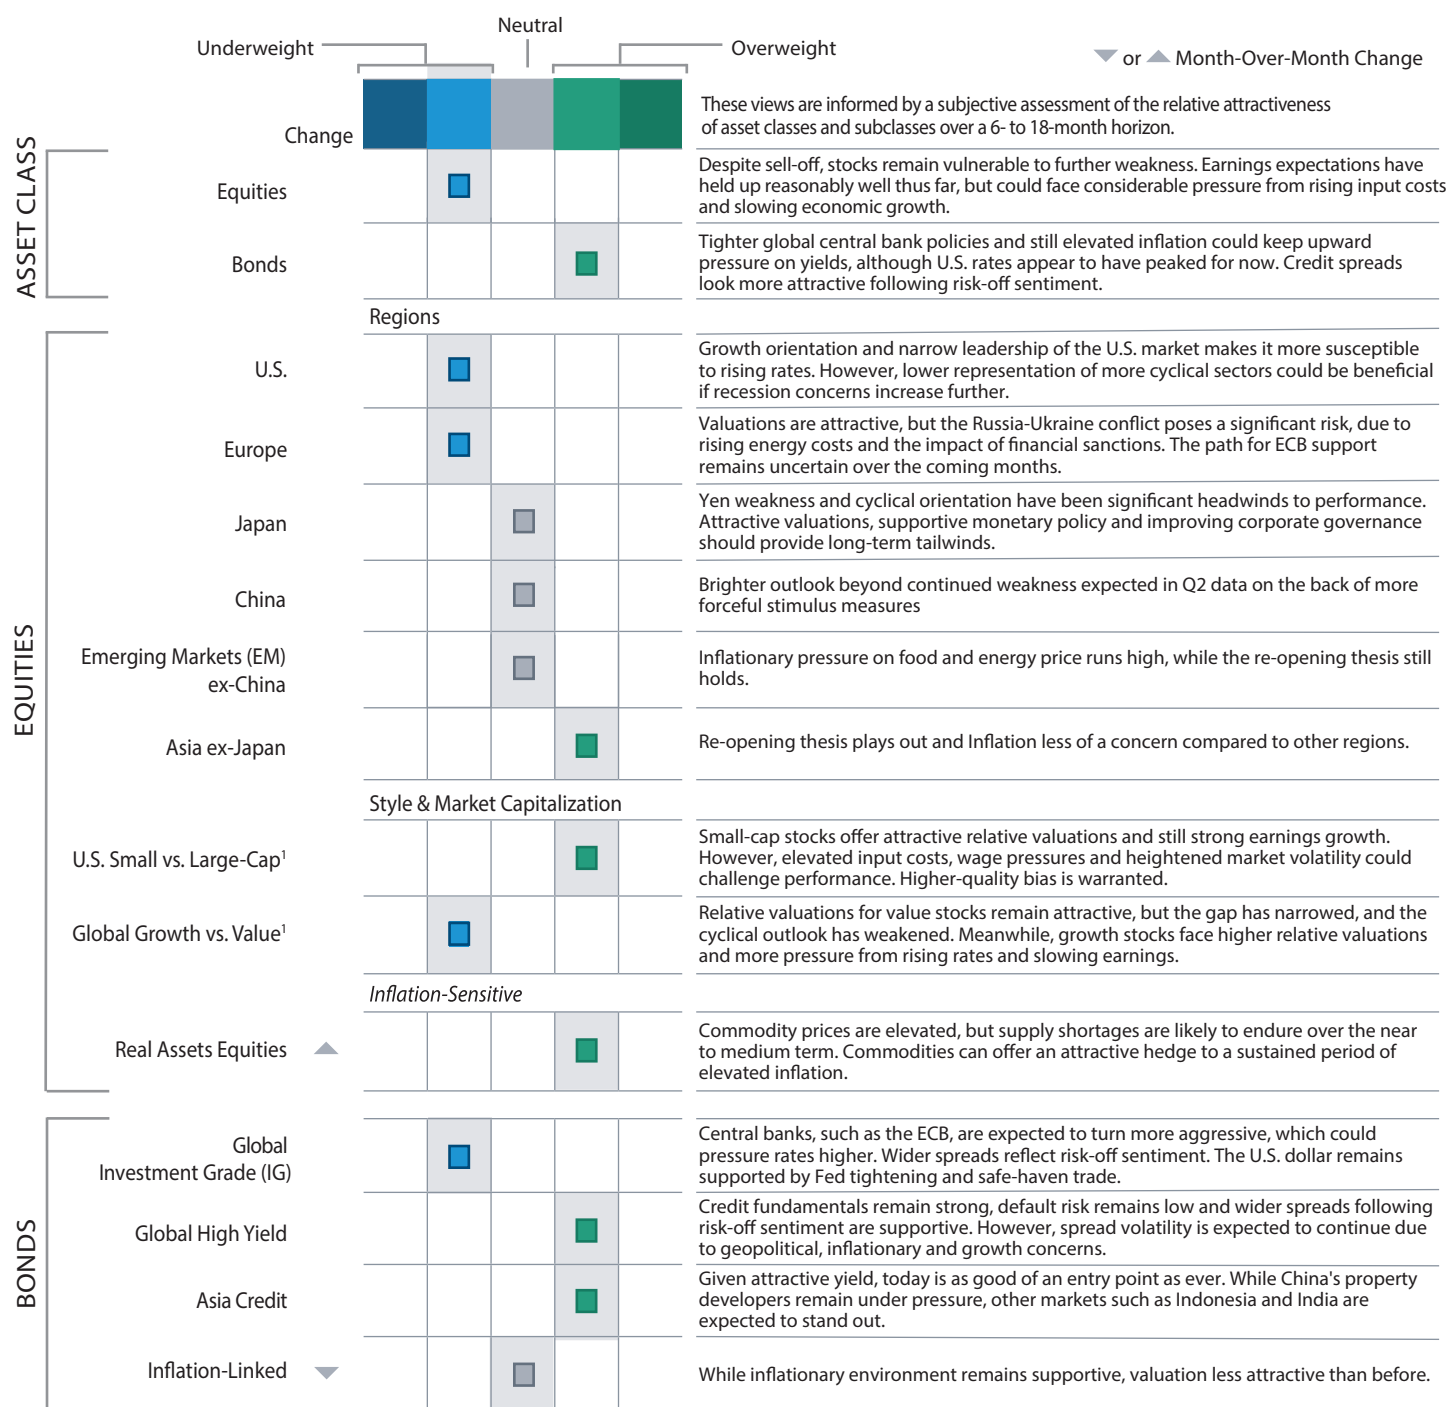 Neutral
Underweight
Overweight
or
Month-Over-Month Change
Change
These views are informed by a subjective assessment of the relative attractiveness
of asset classes and subclasses over a 6- to 18-month horizon.
ASSET CLASS
Equities
Despite sell-off, stocks remain vulnerable to further weakness. Earnings expectations have
held up reasonably well thus far, but could face considerable pressure from rising input costs
and slowing economic growth.
Bonds
Tighter global central bank policies and still elevated inflation could keep upward
pressure on yields, although U.S. rates appear to have peaked for now. Credit spreads
look more attractive following risk-off sentiment.
EQUITIES
Regions
U.S.
Growth orientation and narrow leadership of the U.S. market makes it more susceptible
to rising rates. However, lower representation of more cyclical sectors could be beneficial
if recession concerns increase further.
Europe
Valuations are attractive, but the Russia-Ukraine conflict poses a significant risk, due to
rising energy costs and the impact of financial sanctions. The path for ECB support
remains uncertain over the coming months.
Japan
Yen weakness and cyclical orientation have been significant headwinds to performance.
Attractive valuations, supportive monetary policy and improving corporate governance
should provide long-term tailwinds.
China
Brighter outlook beyond continued weakness expected in Q2 data on the back of more
forceful stimulus measures
Emerging Markets (EM)
ex-China
Inflationary pressure on food and energy price runs high, while the re-opening thesis still
holds.
Asia ex-Japan
Re-opening thesis plays out and Inflation less of a concern compared to other regions.
Style & Market Capitalization
U.S. Small vs. Large-Cap1
Small-cap stocks offer attractive relative valuations and still strong earnings growth.
However, elevated input costs, wage pressures and heightened market volatility could
challenge performance. Higher-quality bias is warranted.
Global Growth vs. Value1
Relative valuations for value stocks remain attractive, but the gap has narrowed, and the
cyclical outlook has weakened. Meanwhile, growth stocks face higher relative valuations
and more pressure from rising rates and slowing earnings.
Inflation-Sensitive
Real Assets Equities
Commodity prices are elevated, but supply shortages are likely to endure over the near
to medium term. Commodities can offer an attractive hedge to a sustained period of
elevated inflation.
BONDS
Global
Investment Grade (IG)
Central banks, such as the ECB, are expected to turn more aggressive, which could
pressure rates higher. Wider spreads reflect risk-off sentiment. The U.S. dollar remains
supported by Fed tightening and safe-haven trade.
Global High Yield
Credit fundamentals remain strong, default risk remains low and wider spreads following
risk-off sentiment are supportive. However, spread volatility is expected to continue due
to geopolitical, inflationary and growth concerns.
Asia Credit
Given attractive yield, today is as good of an entry point as ever. While China's property
developers remain under pressure, other markets such as Indonesia and India are
expected to stand out.
Inflation-Linked
While inflationary environment remains supportive, valuation less attractive than before.